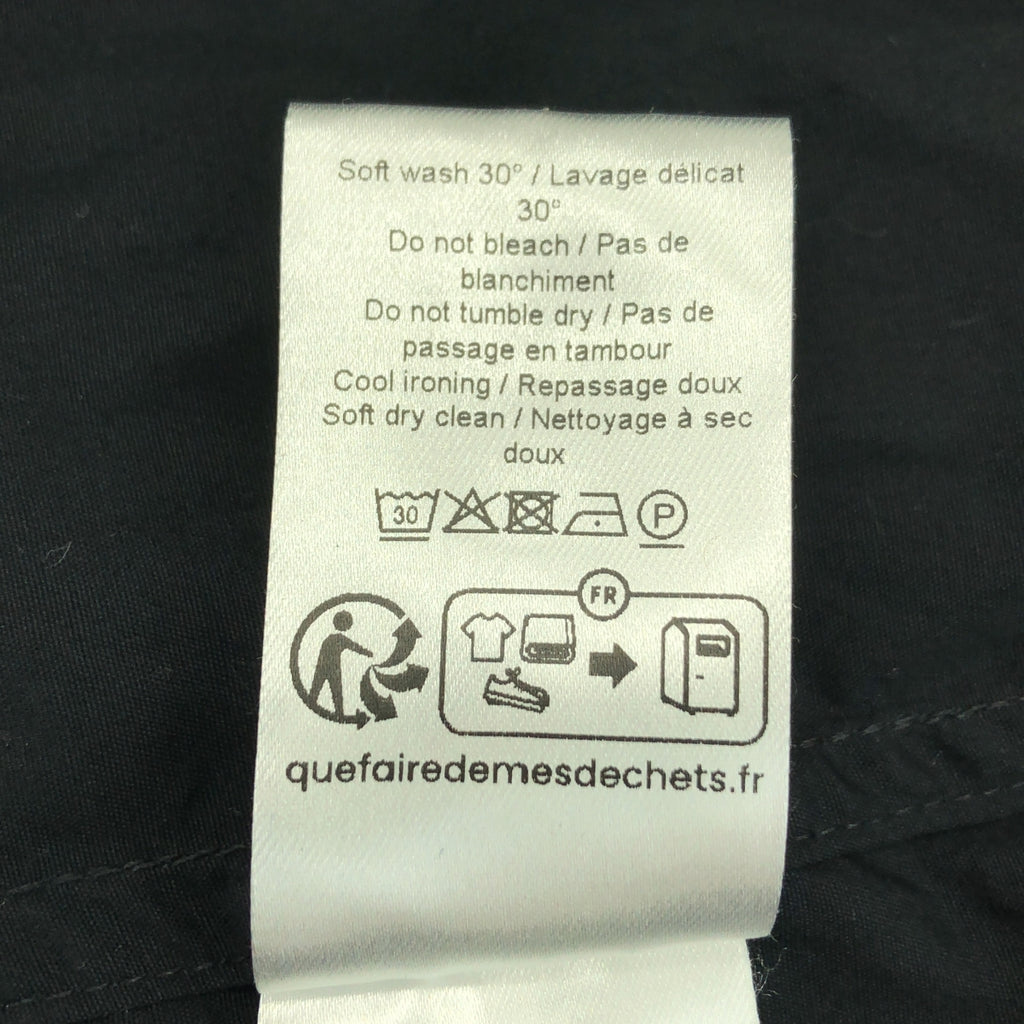 Soft wash 30° / Lavage délicat
30°
Do not bleach / Pas de
blanchiment
Do not tumble dry / Pas de
passage en tambour
Cool ironing / Repassage doux
Soft dry clean / Nettoyage à sec
doux
30 P
FR
quefairedemesdechets.fr